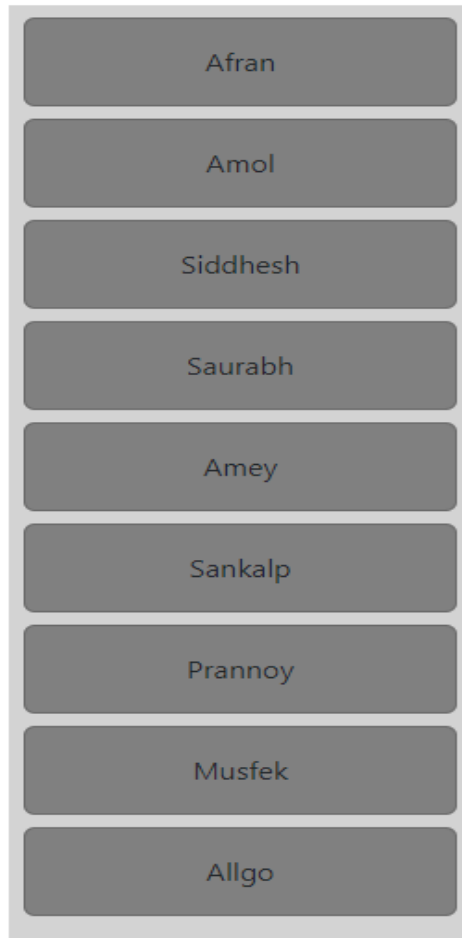 Afran
Amol
Siddhesh
Saurabh
Amey
Sankalp
Prannoy
Musfek
Allgo